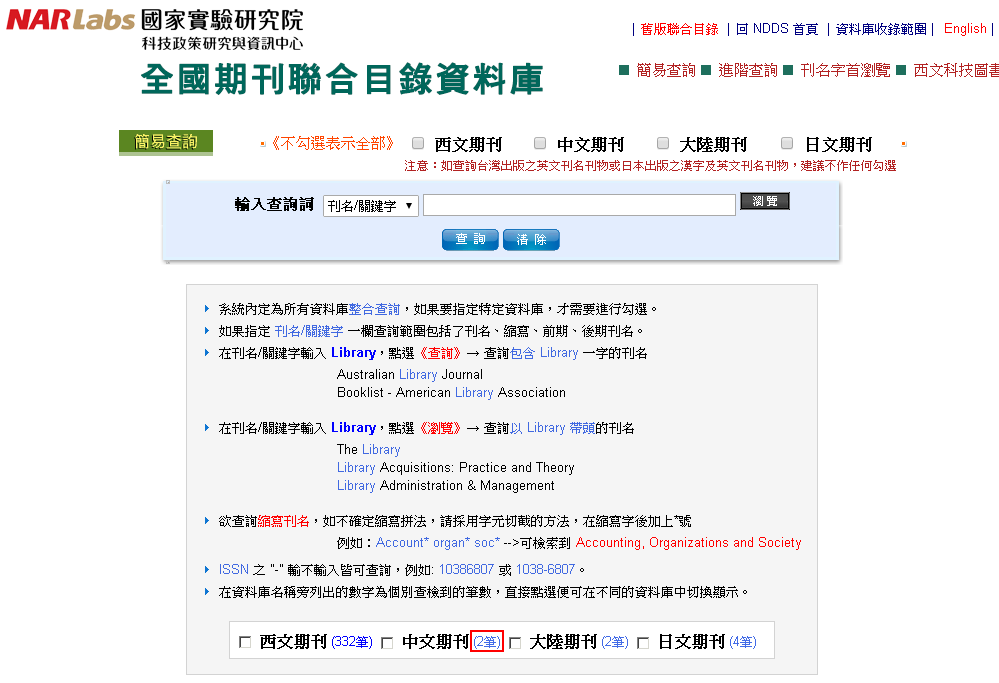 NARLabs 國家實驗研究院
科技政策研究與資訊中心
| 舊版聯合目錄 | 回 NDDS 首頁 | 資料庫收錄範圍 | English |
全國期刊聯合目錄資料庫
簡易查詢 進階查詢 刊名字首瀏覽 西文科技圖書
簡易查詢
《不勾選表示全部》 西文期刊 中文期刊 大陸期刊 日文期刊
注意：如查詢台灣出版之英文刊名刊物或日本出版之漢字及英文刊名刊物，建議不作任何勾選
輸入查詢詞 刊名/關鍵字 瀏覽
查 詢 清 除
系統內定為所有資料庫整合查詢，如果要指定特定資料庫，才需要進行勾選。
如果指定 刊名/關鍵字 一欄查詢範圍包括了刊名、縮寫、前期、後期刊名。
在刊名/關鍵字輸入 Library，點選《查詢》→ 查詢包含 Library 一字的刊名
Australian Library Journal
Booklist - American Library Association
在刊名/關鍵字輸入 Library，點選《瀏覽》→ 查詢以 Library 帶頭的刊名
The Library
Library Acquisitions: Practice and Theory
Library Administration & Management
欲查詢縮寫刊名，如不確定縮寫拼法，請採用字元切截的方法，在縮寫字後加上*號
例如：Account* organ* soc* -->可檢索到 Accounting, Organizations and Society
ISSN 之 "-" 輸不輸入皆可查詢，例如: 10386807 或 1038-6807。
在資料庫名稱旁列出的數字為個別查檢到的筆數，直接點選便可在不同的資料庫中切換顯示。
西文期刊 (332筆) 中文期刊 (2筆) 大陸期刊 (2筆) 日文期刊 (4筆)